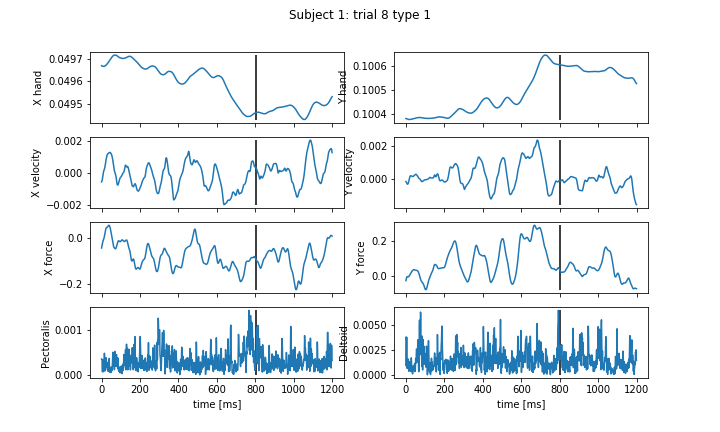 Subject 1: trial 8 type 1
X hand
0.0497
0.0496
0.0495
Y hand
0.1006
0.1005
0.1004
X velocity
0.002
0.000
−0.002
Y velocity
0.002
0.000
X force
0.0
−0.2
Y force
0.2
0.0
Pectoralis
0.001
0.000
Deltoid
0.0050
0.0025
0.0000
0 200 400 600 800 1000 1200
0 200 400 600 800 1000 1200
time [ms]
time [ms]